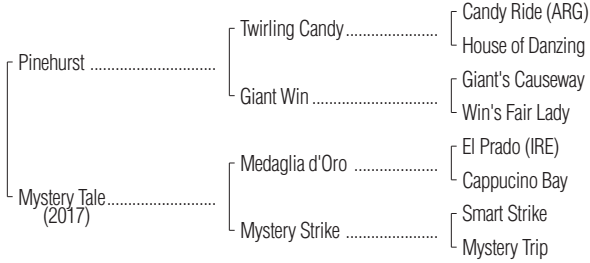 Candy Ride (ARG)
Twirling Candy....................
House of Danzing
Pinehurst ...........................
Giant's Causeway
Giant Win ...........................
Win's Fair Lady
El Prado (IRE)
Medaglia d'Oro ..................
Cappucino Bay
Mystery Tale.......................
(2017)
Smart Strike
Mystery Strike ....................
Mystery Trip